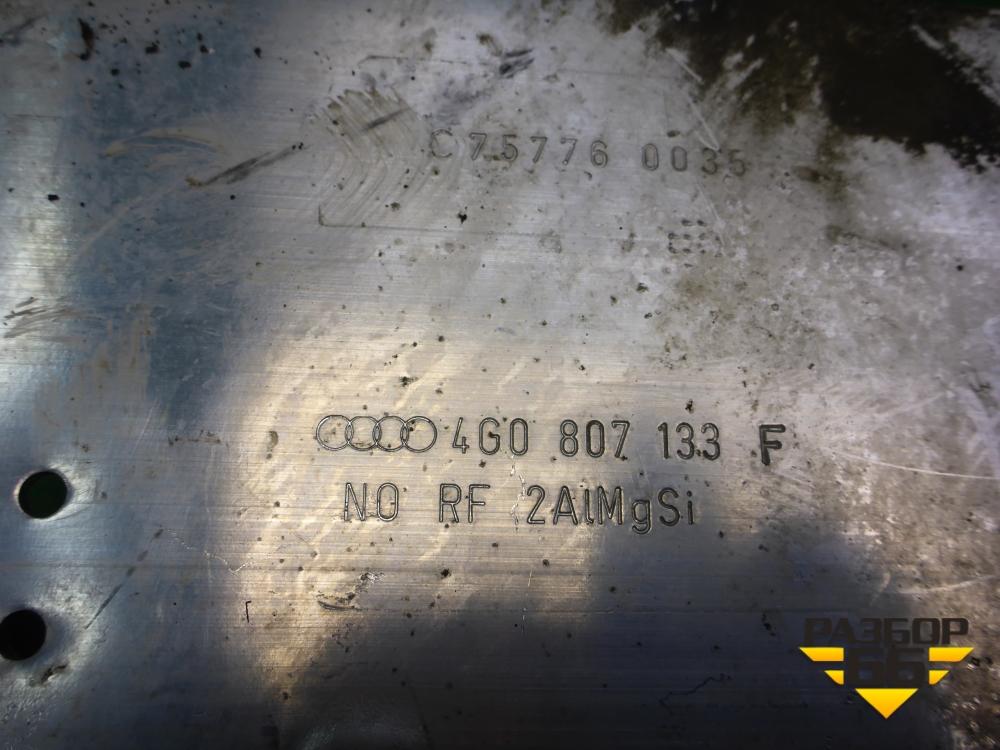 C75776 0035
4G0 807 133 F
NO RF 2AlMgSi
РАЗБОР
66